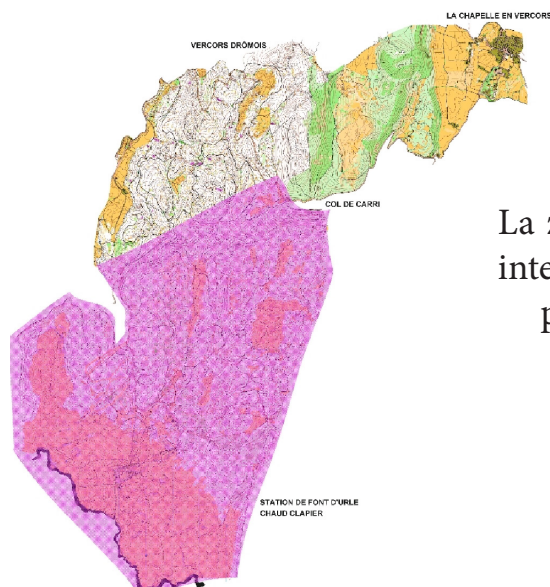 LA CHAPELLE EN VERCORS
VERCORS DRÔMOIS
COL DE CARRI
La
inte
p
STATION DE FONT D'URLE
CHAUD CLAPIER